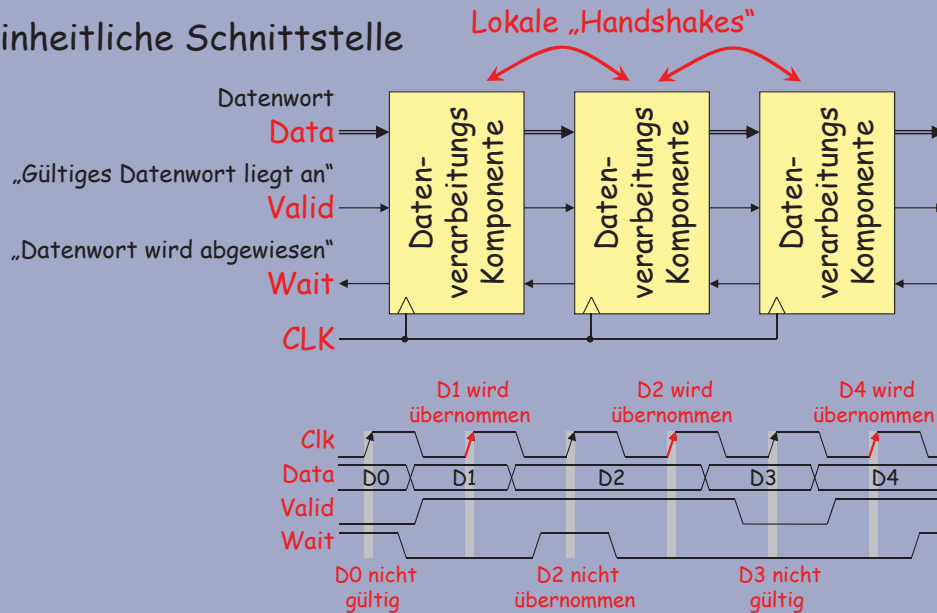 inheitliche Schnittstelle
Lokale „Handshakes“
Datenwort
Data
„Gültiges Datenwort liegt an“
Valid
„Datenwort wird abgewiesen“
Wait
CLK
Daten-
verarbeitungs
Komponente
Daten-
verarbeitungs
Komponente
Daten-
verarbeitungs
Komponente
D1 wird
übernommen
D2 wird
übernommen
D4 wird
übernommen
Clk
Data
D0 D1 D2 D3 D4
Valid
Wait
D0 nicht
gültig
D2 nicht
übernommen
D3 nicht
gültig